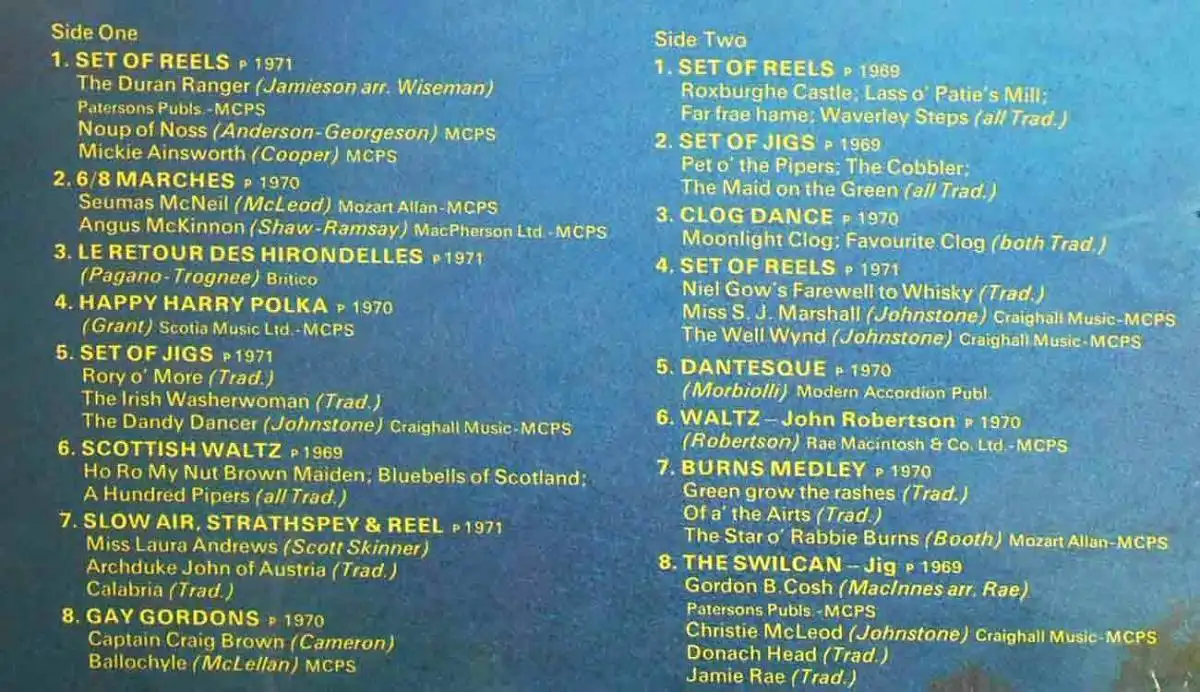 Side One
1. SET OF REELS P 1971
The Duran Ranger (Jamieson arr. Wiseman)
Patersons Publs.-MCPS
Noup of Noss (Anderson-Georgeson) MCPS
Mickie Ainsworth (Cooper) MCPS
2. 6/8 MARCHES P 1970
Seumas McNeil (McLeod) Mozart Allan-MCPS
Angus McKinnon (Shaw-Ramsay) MacPherson Ltd.-MCPS
3. LE RETOUR DES HIRONDELLES P 1971
(Pagano-Trognee) Britico
4. HAPPY HARRY POLKA P 1970
(Grant) Scotia Music Ltd.-MCPS
5. SET OF JIGS P 1971
Rory o' More (Trad.)
The Irish Washerwoman (Trad.)
The Dandy Dancer (Johnstone) Craighall Music-MCPS
6. SCOTTISH WALTZ P 1969
Ho Ro My Nut Brown Maiden; Bluebells of Scotland;
A Hundred Pipers (all Trad.)
7. SLOW AIR, STRATHSPEY & REEL P 1971
Miss Laura Andrews (Scott Skinner)
Archduke John of Austria (Trad.)
Calabria (Trad.)
8. GAY GORDONS P 1970
Captain Craig Brown (Cameron)
Ballochyle (McLellan) MCPS
Side Two
1. SET OF REELS P 1969
Roxburghe Castle; Lass o' Patie's Mill;
Far frae hame; Waverley Steps (all Trad.)
2. SET OF JIGS P 1969
Pet o' the Pipers; The Cobbler;
The Maid on the Green (all Trad.)
3. CLOG DANCE P 1970
Moonlight Clog; Favourite Clog (both Trad.)
4. SET OF REELS P 1971
Niel Gow's Farewell to Whisky (Trad.)
Miss S. J. Marshall (Johnstone) Craighall Music-MCPS
The Well Wynd (Johnstone) Craighall Music-MCPS
5. DANTESQUE P 1970
(Morbiolli) Modern Accordion Publ.
6. WALTZ – John Robertson P 1970
(Robertson) Rae Macintosh & Co. Ltd.-MCPS
7. BURNS MEDLEY P 1970
Green grow the rashes (Trad.)
Of a' the Airts (Trad.)
The Star o' Rabbie Burns (Booth) Mozart Allan-MCPS
8. THE SWILCAN – Jig P 1969
Gordon B. Cosh (MacInnes arr. Rae)
Patersons Publs.-MCPS
Christie McLeod (Johnstone) Craighall Music-MCPS
Donach Head (Trad.)
Jamie Rae (Trad.)